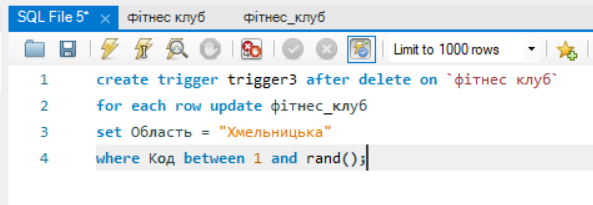 SQL File 5* × фітнес клуб фітнес_клуб
Limit to 1000 rows
1 create trigger trigger3 after delete on `фітнес клуб`
2 for each row update фітнес_клуб
3 set Область = "Хмельницька"
4 where Код between 1 and rand();